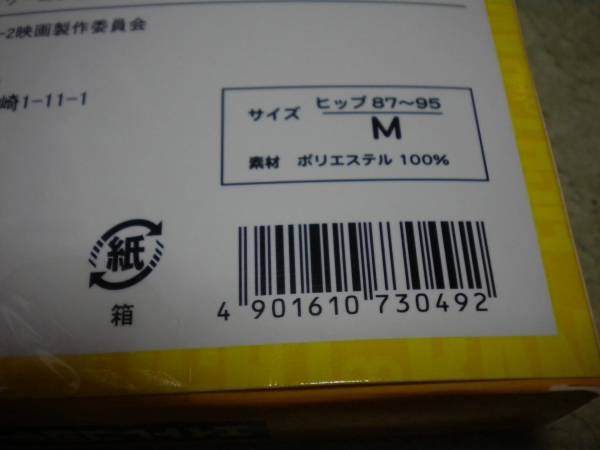 -2映画製作委員会
崎1-11-1
サイズ ヒップ 87～95
M
素材 ポリエステル 100%
紙
箱
4 901610 730492